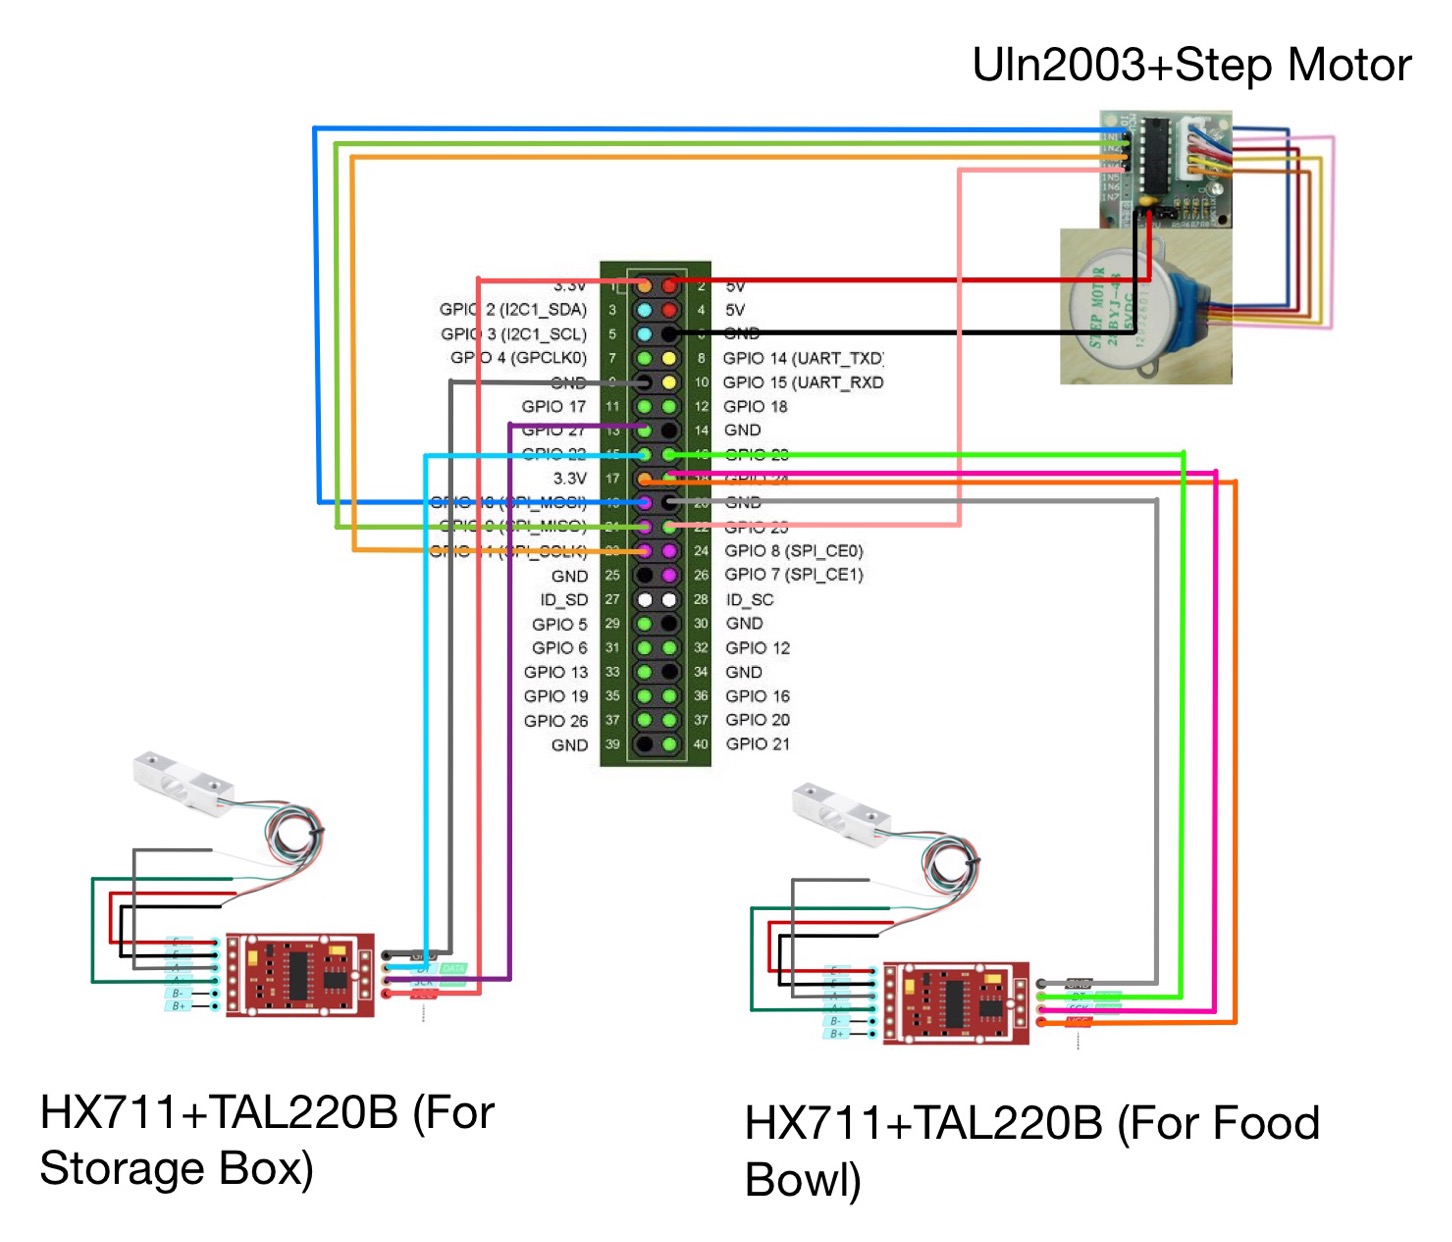 Uln2003+Step Motor
IN1
IN2
IN5
IN6
IN7
STEP MOTOR
28BYJ-48
5VDC
3.3V 1 2 5V
GPIO 2 (I2C1_SDA) 3 4 5V
GPIO 3 (I2C1_SCL) 5 6 GND
GPIO 4 (GPCLK0) 7 8 GPIO 14 (UART_TXD)
GND 9 10 GPIO 15 (UART_RXD
GPIO 17 11 12 GPIO 18
GPIO 27 13 14 GND
GPIO 22 15 16 GPIO 23
3.3V 17 18 GPIO 24
GPIO 10 (SPI_MOSI) 19 20 GND
GPIO 9 (SPI_MISO) 21 22 GPIO 25
GPIO 11 (SPI_SCLK) 23 24 GPIO 8 (SPI_CE0)
GND 25 26 GPIO 7 (SPI_CE1)
ID_SD 27 28 ID_SC
GPIO 5 29 30 GND
GPIO 6 31 32 GPIO 12
GPIO 13 33 34 GND
GPIO 19 35 36 GPIO 16
GPIO 26 37 37 GPIO 20
GND 39 40 GPIO 21
GND
DT DATA
SCK
VCC
B-
B+
GND
DT
SCK
VCC
B-
B+
HX711+TAL220B (For
Storage Box)
HX711+TAL220B (For Food
Bowl)